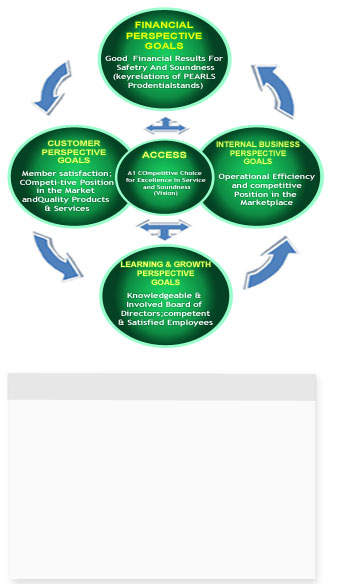 FINANCIAL
PERSPECTIVE
GOALS
Good Financial Results For
Safety And Soundness
(keyrelations of PEARLS
Prodentialstands)
CUSTOMER
PERSPECTIVE
GOALS
Member satisfaction;
COmpeti-tive Position
in the Market
andQuality Products
& Services
ACCESS
A1 COmpetitive Choice
for Excellence in Service
and Soundness
(Vision)
INTERNAL BUSINESS
PERSPECTIVE
GOALS
Operational Efficiency
and competitive
Position in the
Marketplace
LEARNING & GROWTH
PERSPECTIVE
GOALS
Knowledgeable &
Involved Board of
Directors;competent
& Satisfied Employees